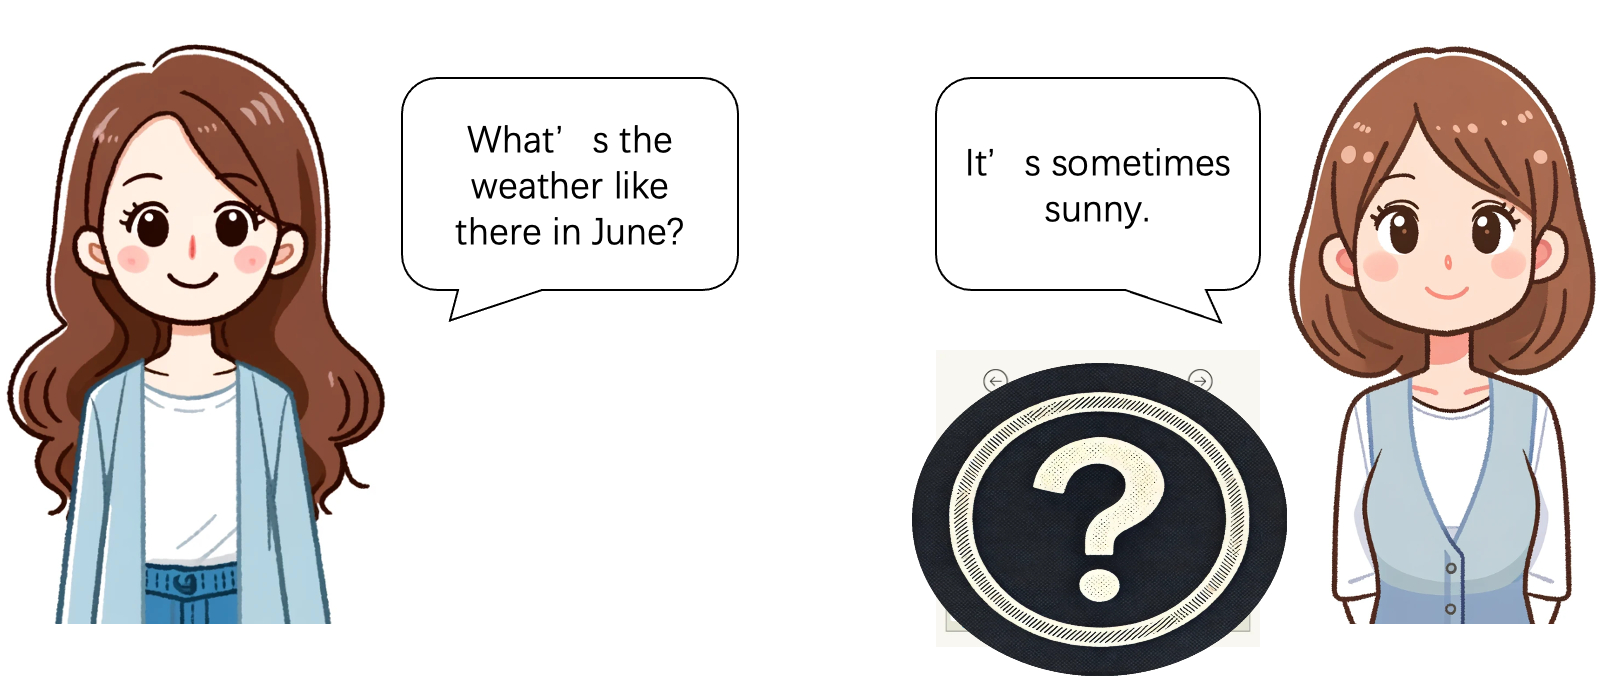 What’ s the
weather like
there in June?
It’ s sometimes
sunny.